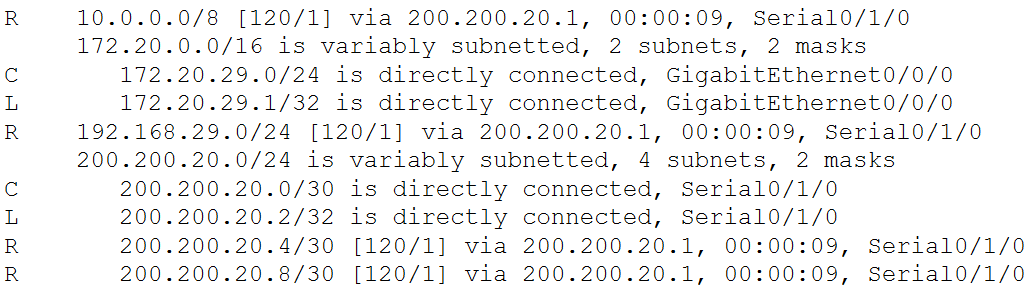 R 10.0.0.0/8 [120/1] via 200.200.20.1, 00:00:09, Serial0/1/0
172.20.0.0/16 is variably subnetted, 2 subnets, 2 masks
C 172.20.29.0/24 is directly connected, GigabitEthernet0/0/0
L 172.20.29.1/32 is directly connected, GigabitEthernet0/0/0
R 192.168.29.0/24 [120/1] via 200.200.20.1, 00:00:09, Serial0/1/0
200.200.20.0/24 is variably subnetted, 4 subnets, 2 masks
C 200.200.20.0/30 is directly connected, Serial0/1/0
L 200.200.20.2/32 is directly connected, Serial0/1/0
R 200.200.20.4/30 [120/1] via 200.200.20.1, 00:00:09, Serial0/1/0
R 200.200.20.8/30 [120/1] via 200.200.20.1, 00:00:09, Serial0/1/0